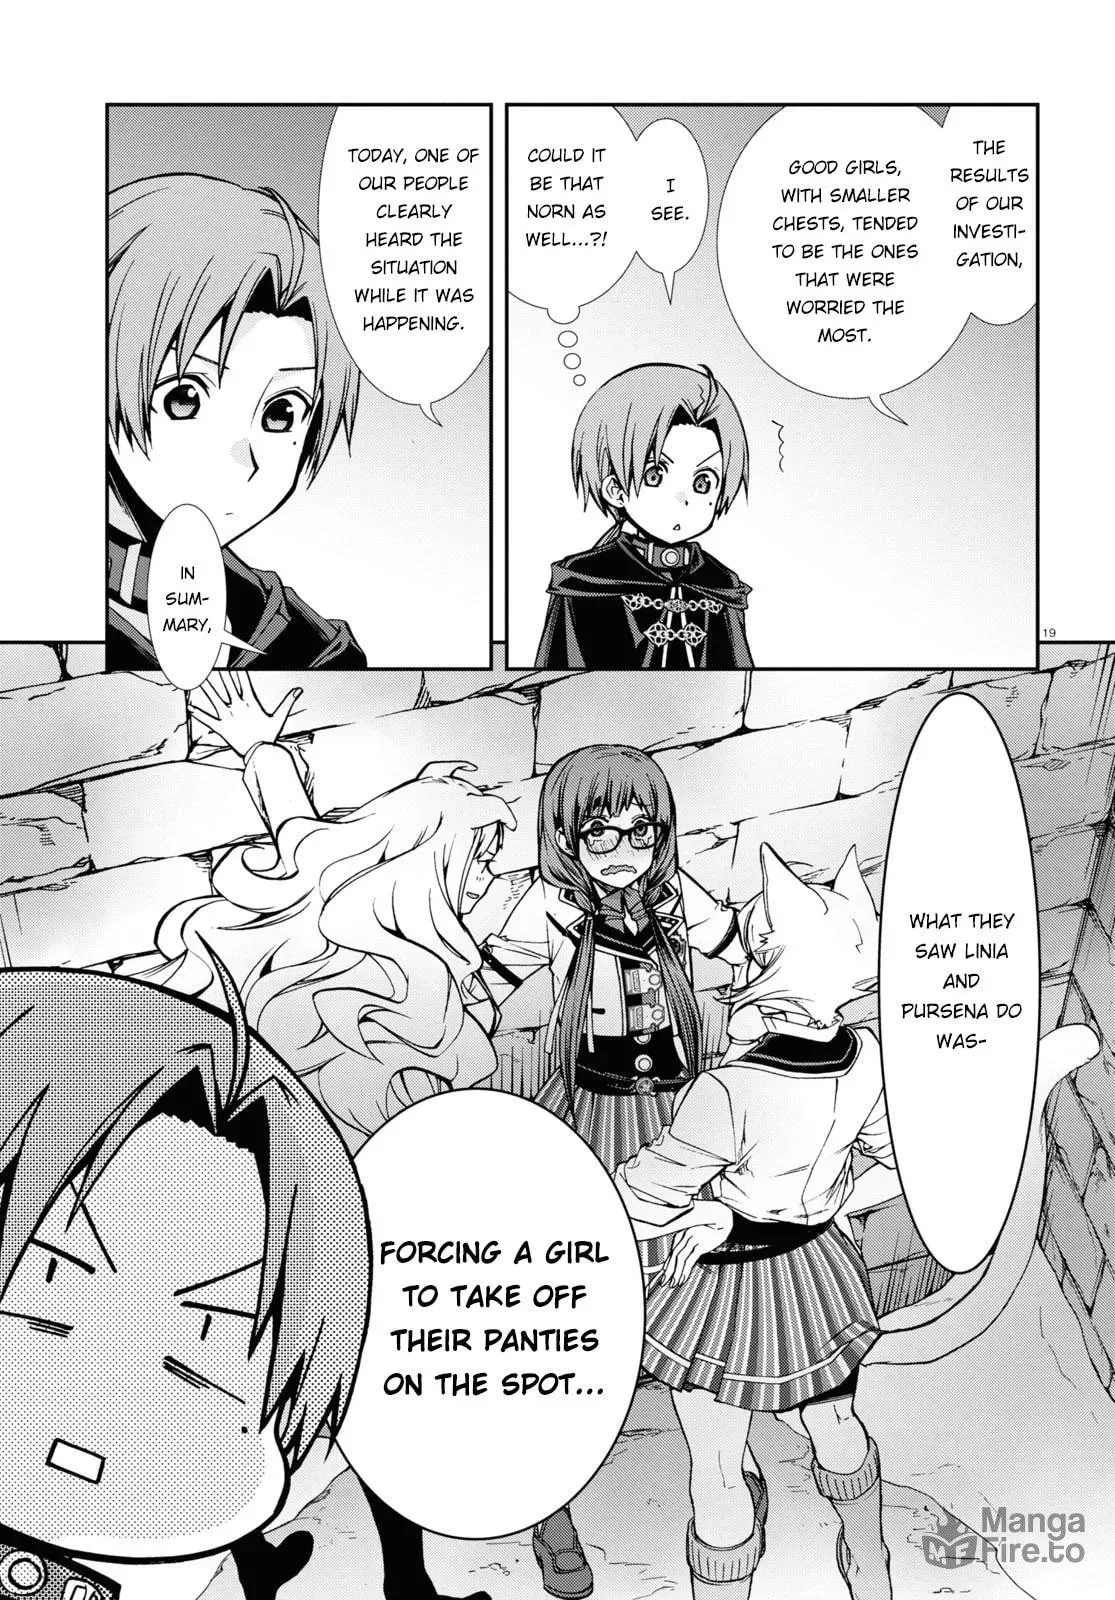 THE
RESULTS
OF OUR
INVESTI-
GATION,
GOOD GIRLS,
WITH SMALLER
CHESTS, TENDED
TO BE THE ONES
THAT WERE
WORRIED THE
MOST.
I
SEE.
COULD IT
BE THAT
NORN AS
WELL...?!
TODAY, ONE OF
OUR PEOPLE
CLEARLY
HEARD THE
SITUATION
WHILE IT WAS
HAPPENING.
IN
SUM-
MARY,
19
WHAT THEY
SAW LINIA
AND
PURSENA DO
WAS-
FORCING A GIRL
TO TAKE OFF
THEIR PANTIES
ON THE SPOT...
Manga
Fire.to